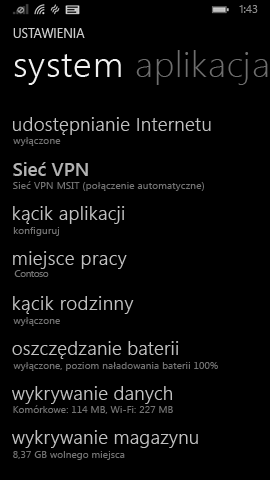 1:43
USTAWIENIA
system aplikacja
udostępnianie Internetu
wyłączone
Sieć VPN
Sieć VPN MSIT (połączenie automatyczne)
kącik aplikacji
konfiguruj
miejsce pracy
Contoso
kącik rodzinny
wyłączone
oszczędzanie baterii
wyłączone, poziom naładowania baterii 100%
wykrywanie danych
Komórkowe: 114 MB, Wi-Fi: 227 MB
wykrywanie magazynu
8,37 GB wolnego miejsca